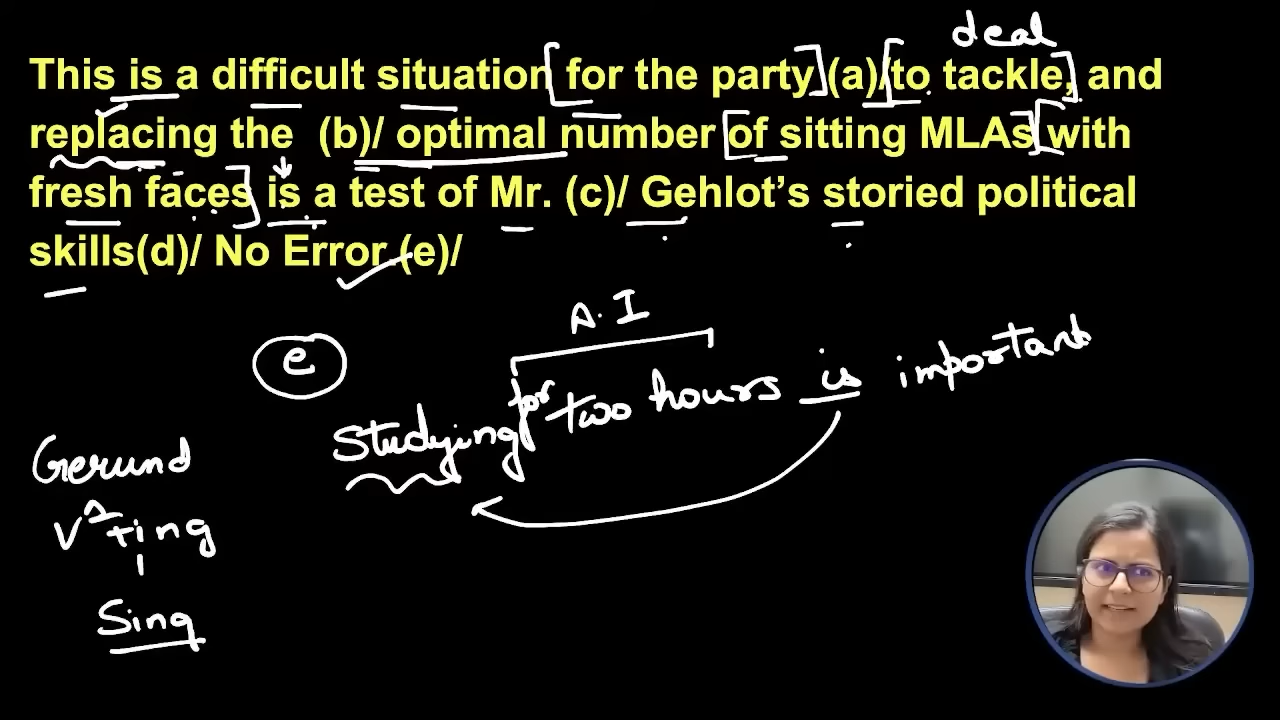 deal
This is a difficult situation for the party (a)/ to tackle, and
replacing the (b)/ optimal number of sitting MLAs with
fresh faces is a test of Mr. (c)/ Gehlot's storied political
skills(d)/ No Error (e)/
A.I
e
Studying for two hours is important
Gerund
V1+ing
Sing